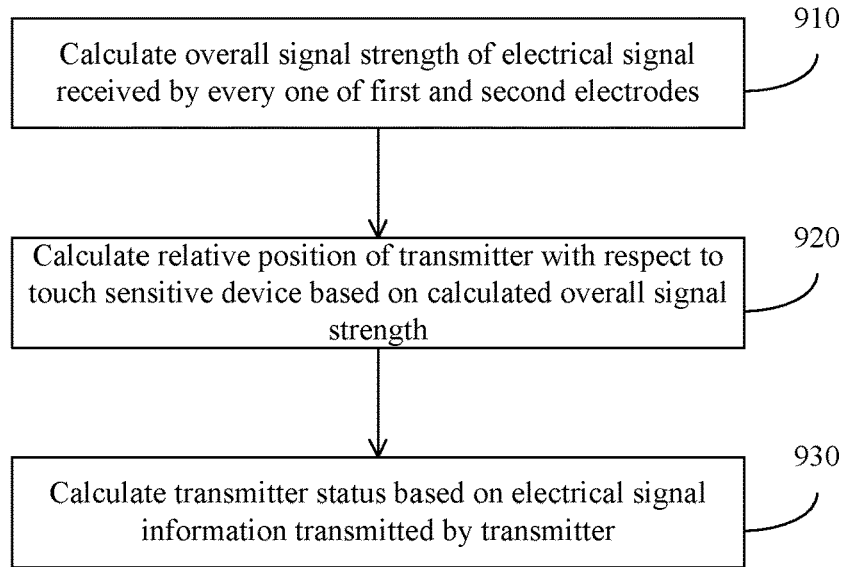 910
Calculate overall signal strength of electrical signal
received by every one of first and second electrodes
920
Calculate relative position of transmitter with respect to
touch sensitive device based on calculated overall signal
strength
930
Calculate transmitter status based on electrical signal
information transmitted by transmitter